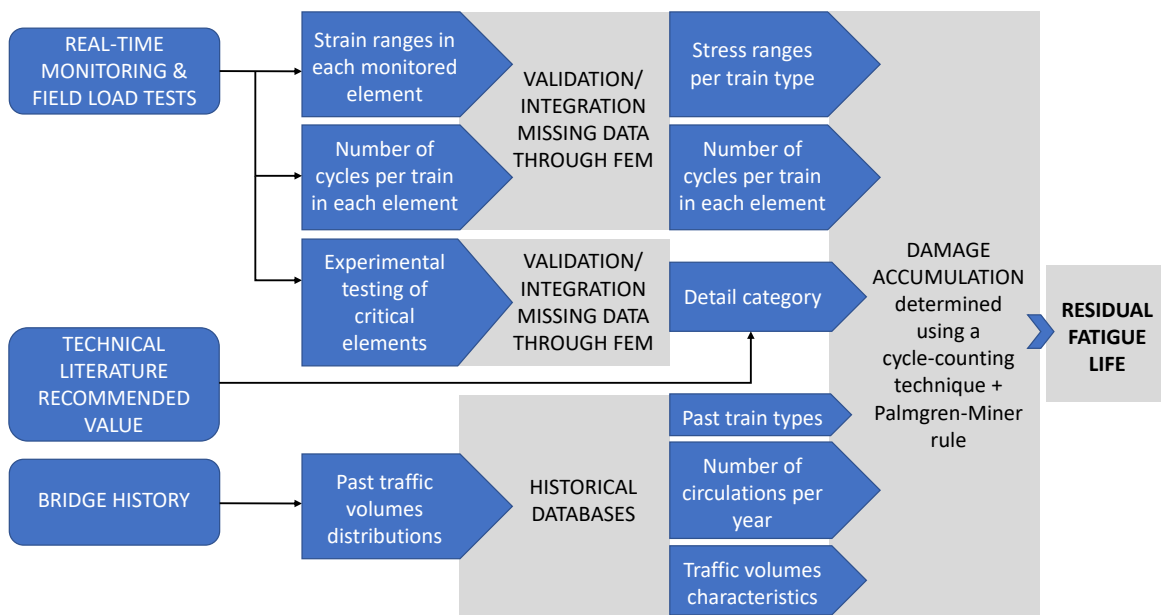 REAL-TIME
MONITORING &
FIELD LOAD TESTS
Strain ranges in
each monitored
element
VALIDATION/
INTEGRATION
MISSING DATA
THROUGH FEM
Stress ranges
per train type
Number of
cycles per train
in each element
Number of
cycles per train
in each element
Experimental
testing of
critical
elements
VALIDATION/
INTEGRATION
MISSING DATA
THROUGH FEM
Detail category
TECHNICAL
LITERATURE
RECOMMENDED
VALUE
BRIDGE HISTORY
Past traffic
volumes
distributions
HISTORICAL
DATABASES
Past train types
Number of
circulations per
year
Traffic volumes
characteristics
DAMAGE
ACCUMULATION
determined
using a
cycle-counting
technique +
Palmgren-Miner
rule
RESIDUAL
FATIGUE
LIFE